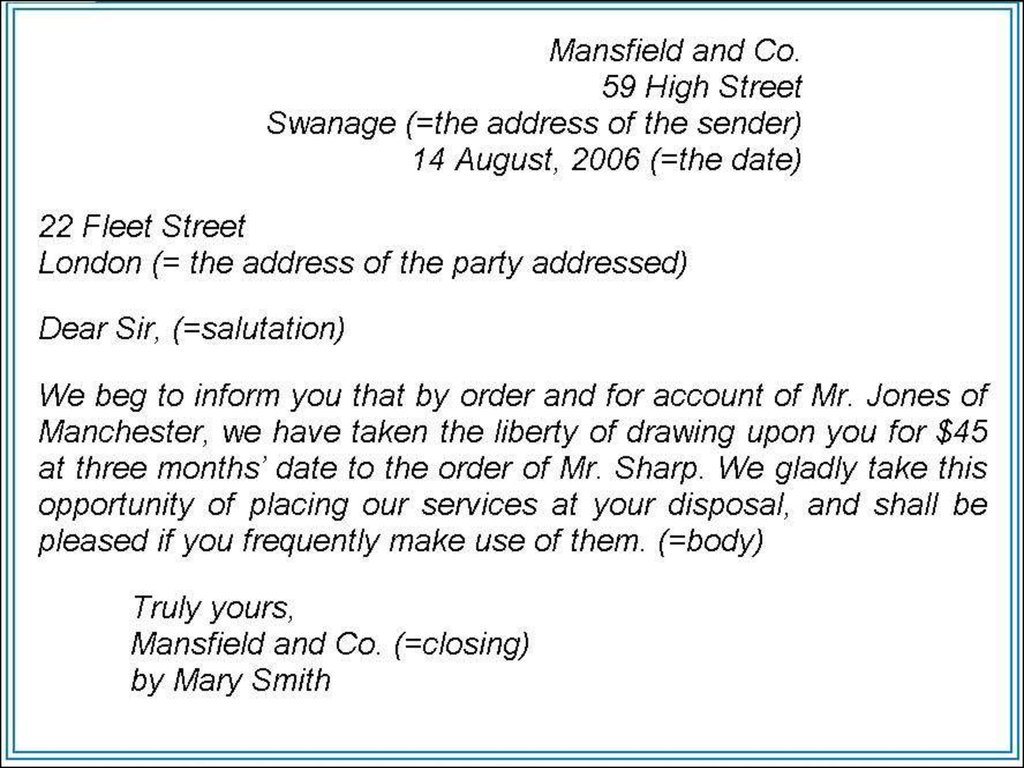 Mansfield and Co.
59 High Street
Swanage (=the address of the sender)
14 August, 2006 (=the date)
22 Fleet Street
London (= the address of the party addressed)
Dear Sir, (=salutation)
We beg to inform you that by order and for account of Mr. Jones of
Manchester, we have taken the liberty of drawing upon you for $45
at three months’ date to the order of Mr. Sharp. We gladly take this
opportunity of placing our services at your disposal, and shall be
pleased if you frequently make use of them. (=body)
Truly yours,
Mansfield and Co. (=closing)
by Mary Smith